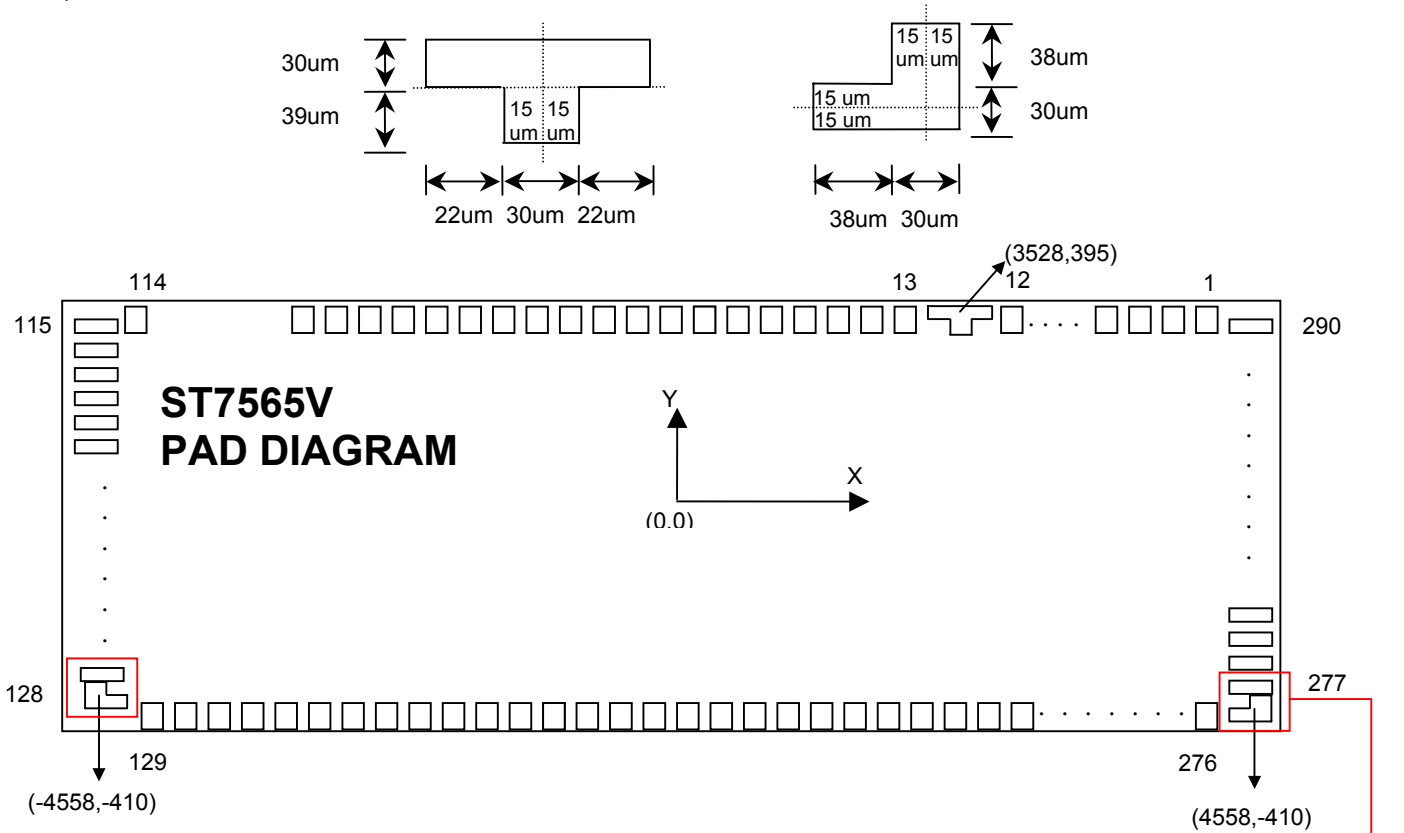 30um
39um
15 15
um um
22um 30um 22um
15 15
um um
15 um
15 um
38um
30um
38um 30um
(3528,395)
114
13
12
1
115
290
ST7565V
PAD DIAGRAM
Y
X
(0.0)
128
277
129
276
(-4558,-410)
(4558,-410)